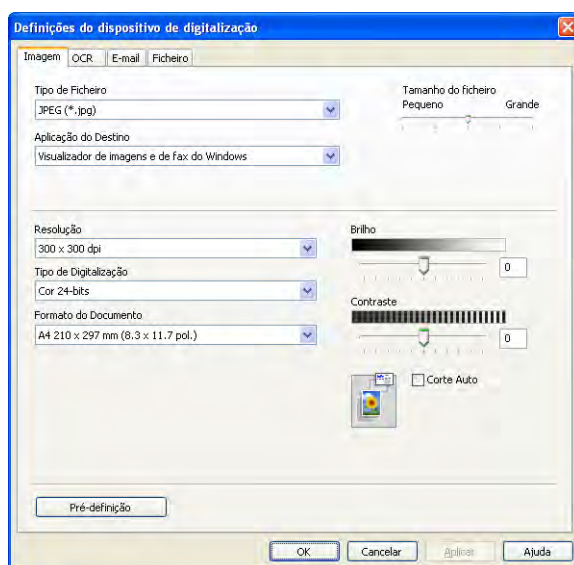 Definições do dispositivo de digitalização
Imagem OCR E-mail Ficheiro
Tipo de Ficheiro
JPEG (*.jpg)
Tamanho do ficheiro
Pequeno Grande
Aplicação do Destino
Visualizador de imagens e de fax do Windows
Resolução
300 x 300 dpi
Brilho
0
Tipo de Digitalização
Cor 24-bits
Contraste
0
Formato do Documento
A4 210 x 297 mm (8.3 x 11.7 pol.)
Corte Auto
Pré-definição
OK Cancelar Aplicar Ajuda